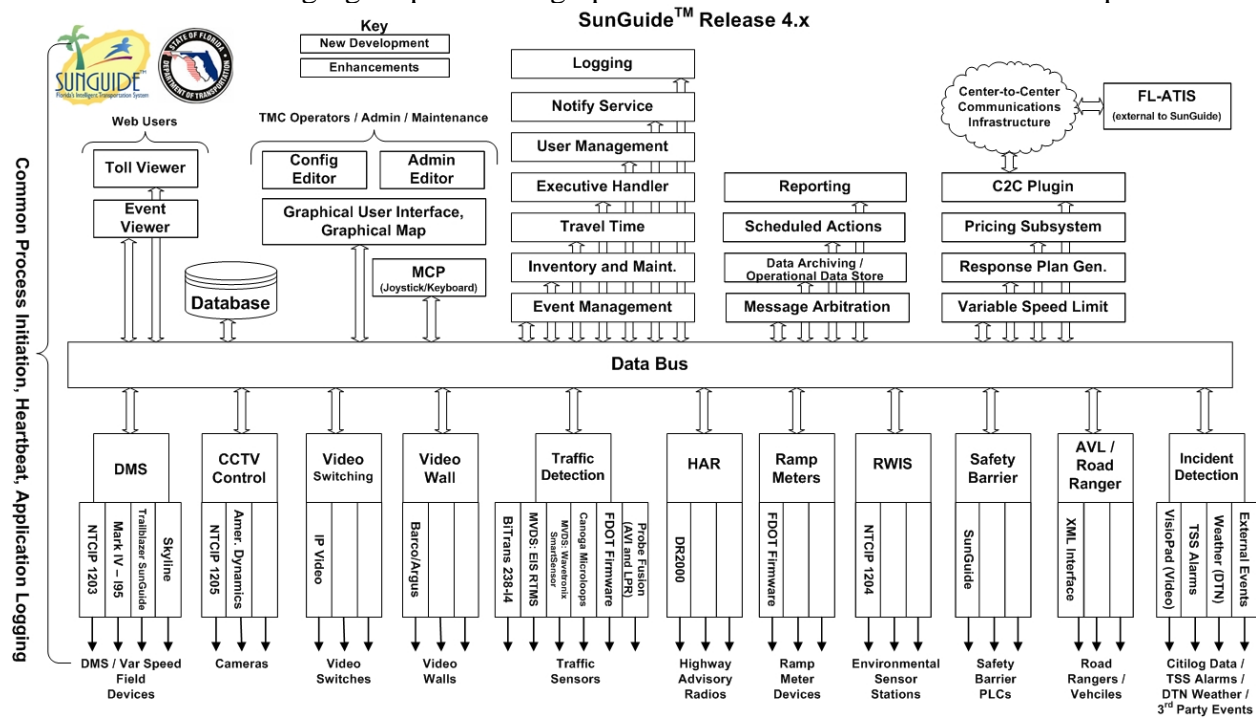 SunGuide™ Release 4.x
Key
New Development
Enhancements
SUNGUIDE™
Florida's Intelligent Transportation System
STATE OF FLORIDA
DEPARTMENT OF TRANSPORTATION
Common Process Initiation, Heartbeat, Application Logging
Web Users
Toll Viewer
Event
Viewer
TMC Operators / Admin / Maintenance
Config
Editor
Admin
Editor
Graphical User Interface,
Graphical Map
MCP
(Joystick/Keyboard)
Database
Logging
Notify Service
User Management
Executive Handler
Travel Time
Inventory and Maint.
Event Management
Reporting
Scheduled Actions
Data Archiving /
Operational Data Store
Message Arbitration
Center-to-Center
Communications
Infrastructure
FL-ATIS
(external to SunGuide)
C2C Plugin
Pricing Subsystem
Response Plan Gen.
Variable Speed Limit
Data Bus
DMS
NTCIP 1203
Mark IV – I95
Trailblazer SunGuide
Skyline
DMS / Var Speed
Field
Devices
CCTV
Control
NTCIP 1205
Amer. Dynamics
Cameras
Video
Switching
IP Video
Video
Switches
Video
Wall
Barco/Argus
Video
Walls
Traffic
Detection
BiTrans 238-I4
MVDS: EIS RTMS
MVDS: Wavetronix
SmartSensor
Canoga Microloops
FDOT Firmware
Probe Fusion
(AVI and LPR)
Traffic
Sensors
HAR
DR2000
Highway
Advisory
Radios
Ramp
Meters
FDOT Firmware
Ramp
Meter
Devices
RWIS
NTCIP 1204
Environmental
Sensor
Stations
Safety
Barrier
SunGuide
Safety
Barrier
PLCs
AVL /
Road
Ranger
XML Interface
Road
Rangers /
Vehciles
Incident
Detection
VisioPad (Video)
TSS Alarms
Weather (DTN)
External Events
Citilog Data /
TSS Alarms /
DTN Weather /
3rd Party Events